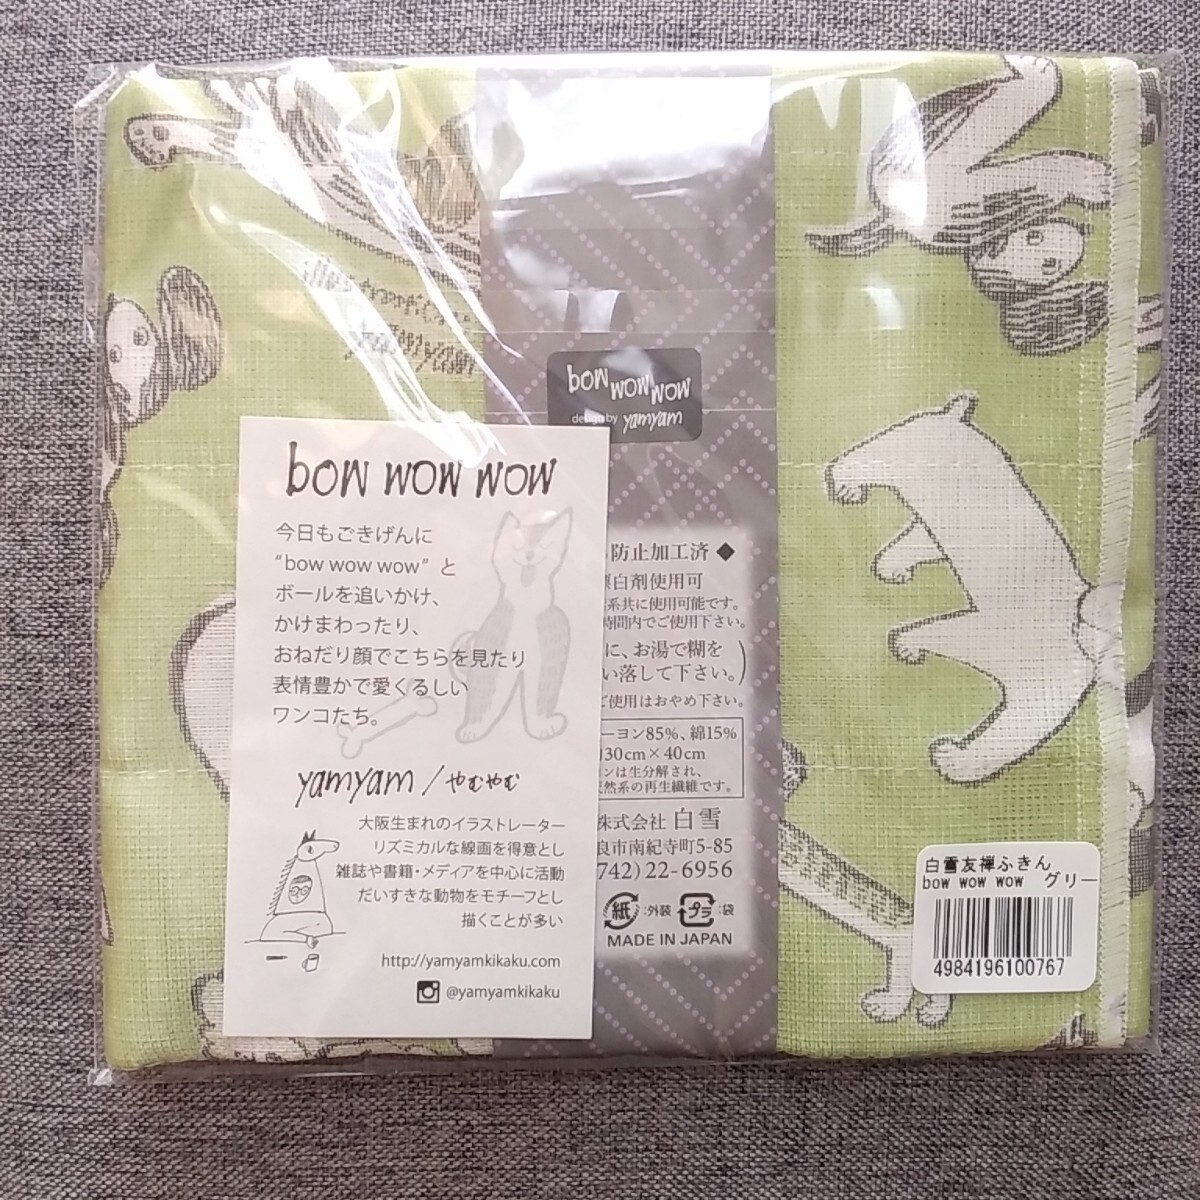 bow wow wow
design by yamyam
bow wow wow
今日もごきげんに
"bow wow wow" と
ボールを追いかけ、
かけまわったり、
おねだり顔でこちらを見たり
表情豊かで愛くるしい
ワンコたち。
yamyam / やむやむ
大阪生まれのイラストレーター
リズミカルな線画を得意とし
雑誌や書籍・メディアを中心に活動
だいすきな動物をモチーフとし
描くことが多い
http://yamyamkikaku.com
@yamyamkikaku
防止加工済 ◆
白剤使用可
系共に使用可能です。
時間内でご使用下さい。
に、お湯で糊を
い落して下さい。)
ご使用はおやめ下さい。
ーヨン85%、綿15%
30cm×40cm
ンは生分解され、
然系の再生繊維です。
株式会社 白雪
良市南紀寺町5-85
742) 22-6956
紙 :外装 プラ :袋
MADE IN JAPAN
白雪友禅ふきん
bow wow wow グリー
4984196100767